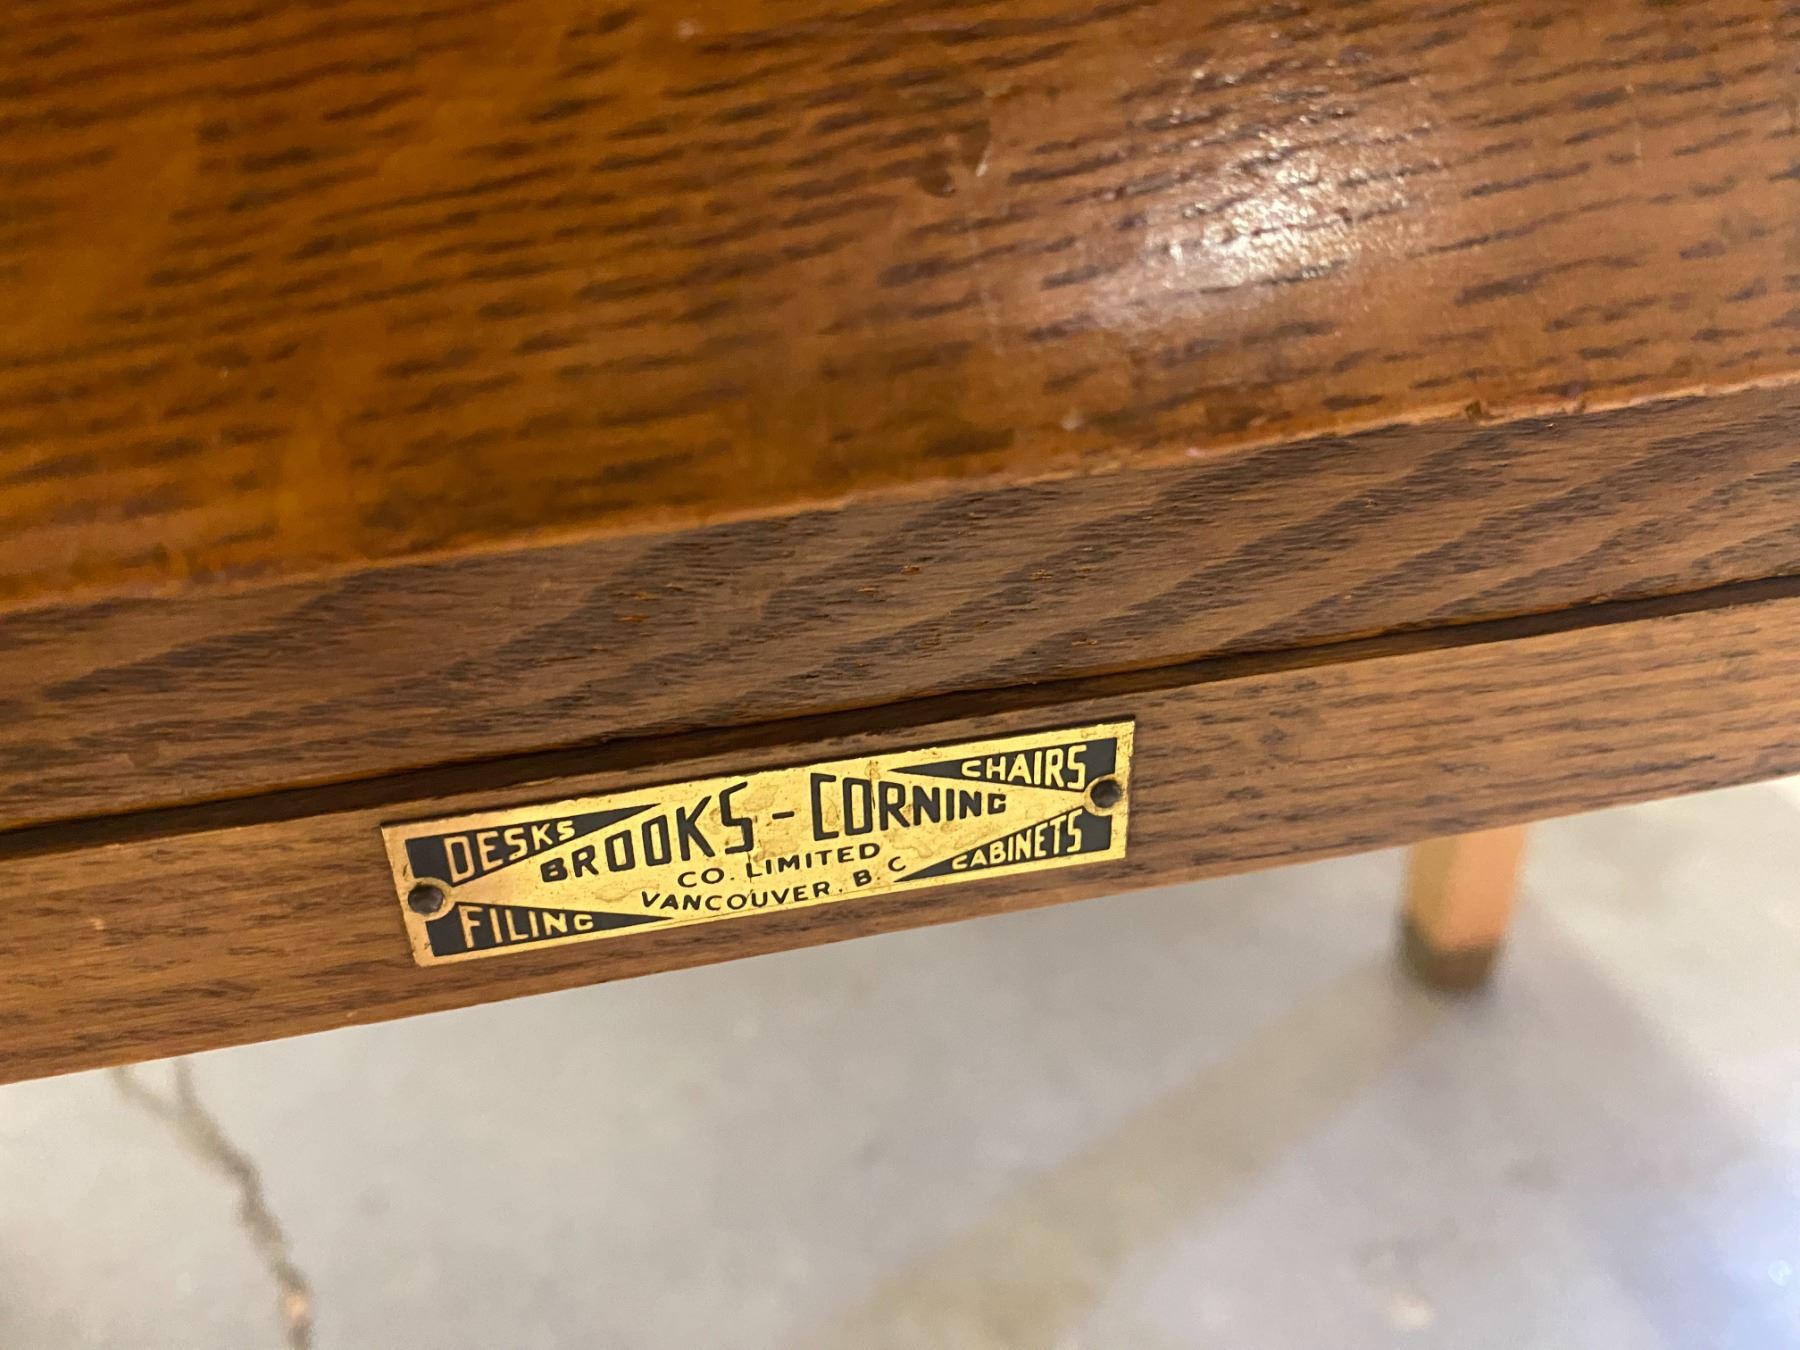 DESKS
BROOKS - CORNING
CHAIRS
CO. LIMITED
VANCOUVER. B. C
FILING
CABINETS